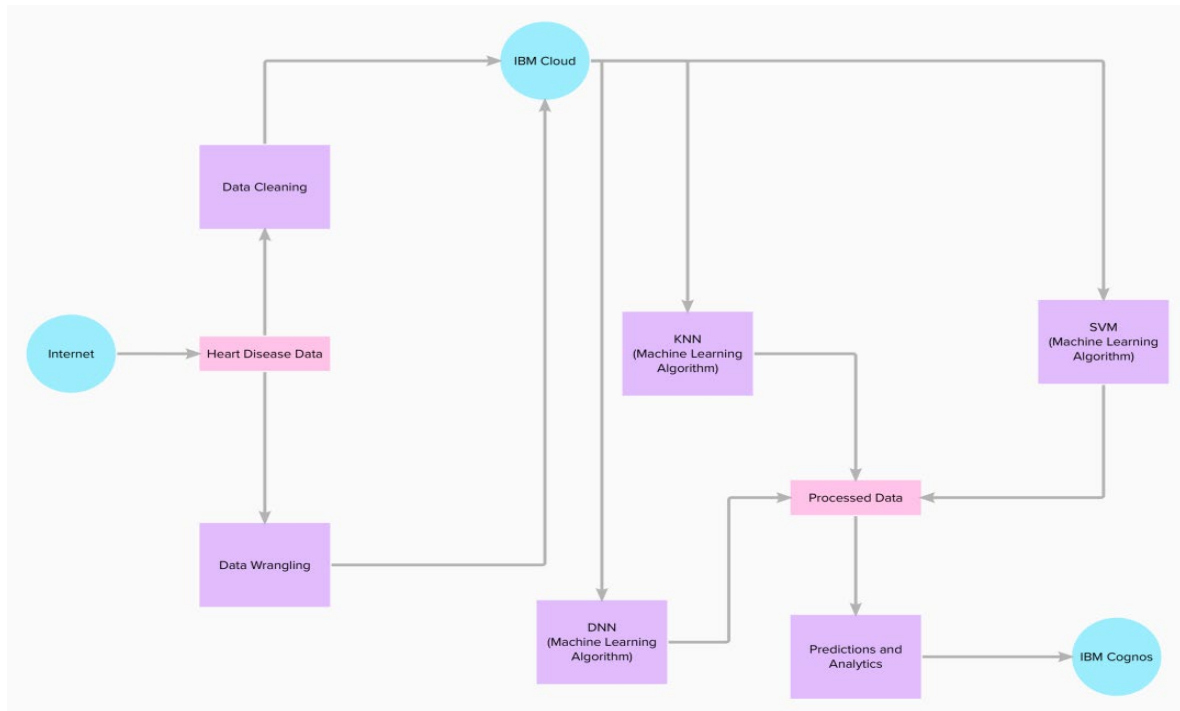 IBM Cloud
Data Cleaning
Internet
Heart Disease Data
KNN
(Machine Learning
Algorithm)
SVM
(Machine Learning
Algorithm)
Processed Data
Data Wrangling
DNN
(Machine Learning
Algorithm)
Predictions and
Analytics
IBM Cognos